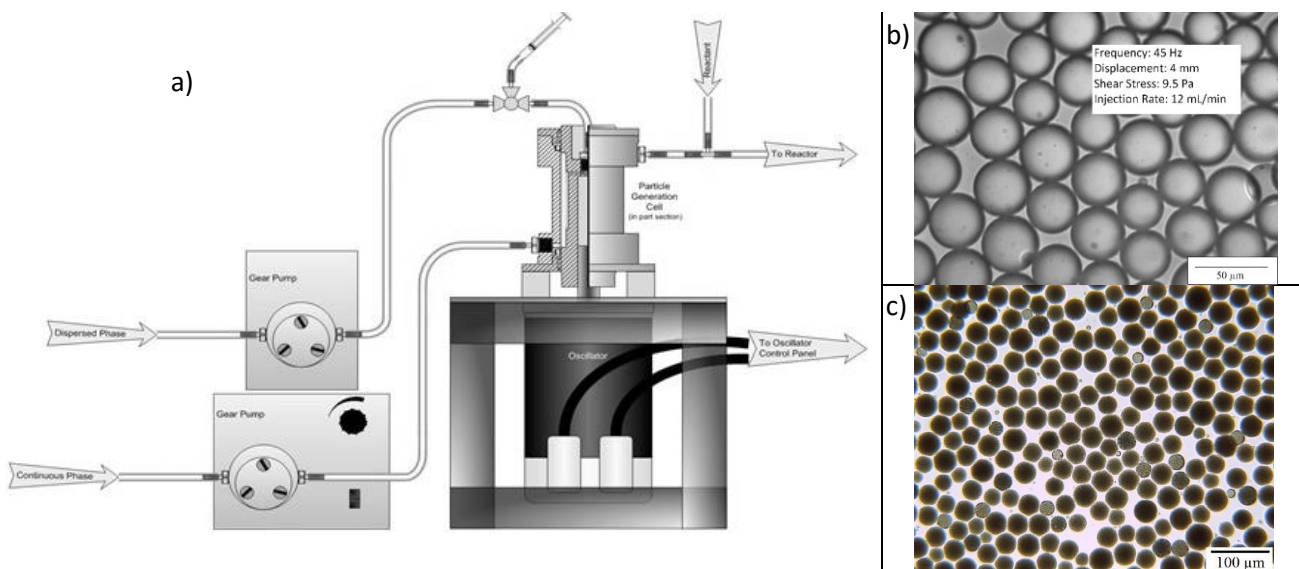 a)
Reactant
To Reactor
Particle
Generation
Cell
(in part section)
Gear Pump
Dispersed Phase
Oscillator
To Oscillator
Control Panel
Gear Pump
Continuous Phase
b)
Frequency: 45 Hz
Displacement: 4 mm
Shear Stress: 9.5 Pa
Injection Rate: 12 mL/min
50 µm
c)
100 µm